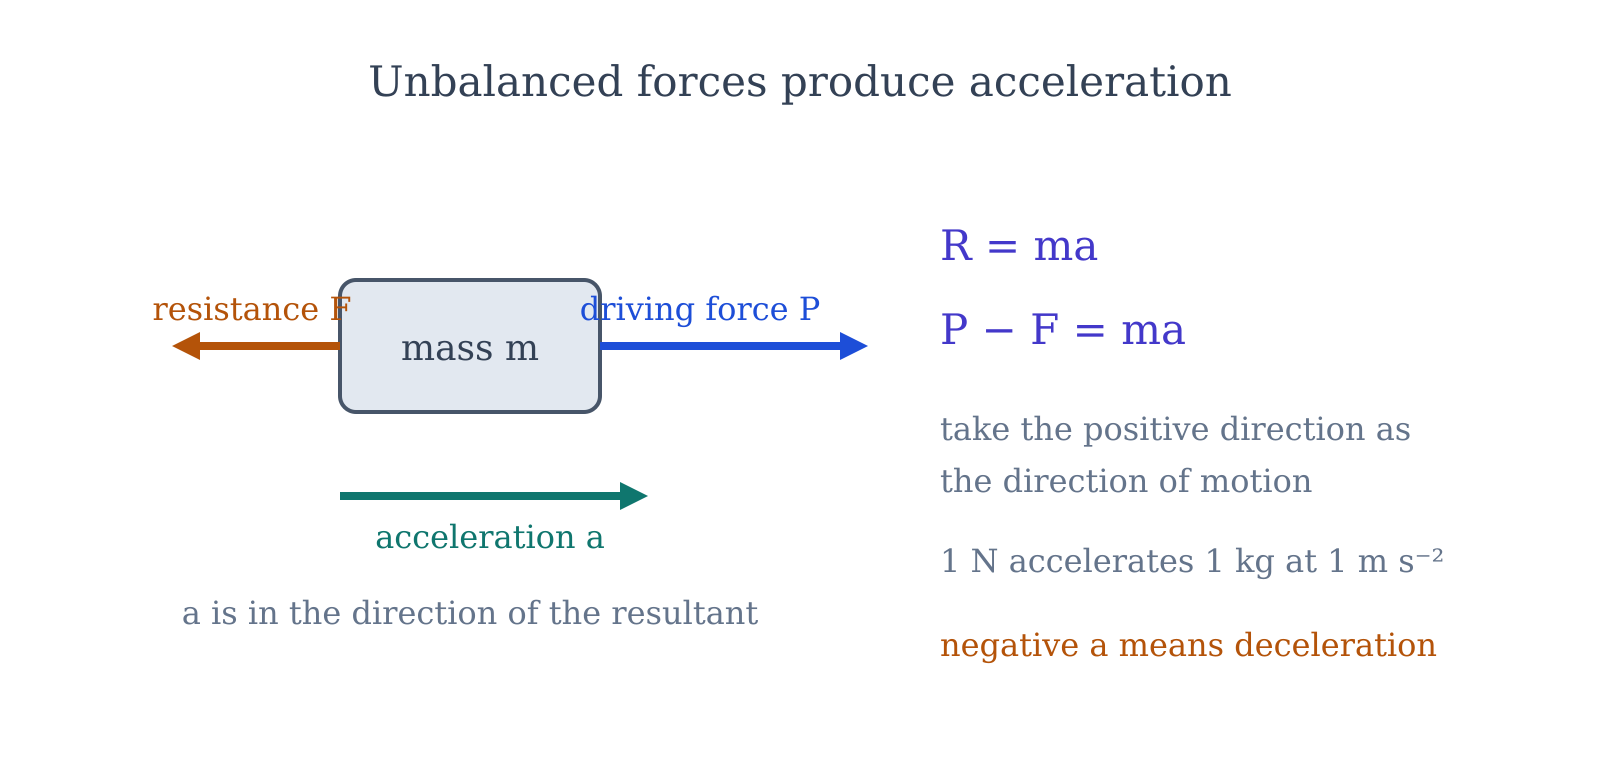 Unbalanced forces produce acceleration
resistance F
driving force P
mass m
acceleration a
a is in the direction of the resultant
R = ma
P − F = ma
take the positive direction as
the direction of motion
1 N accelerates 1 kg at 1 m s⁻²
negative a means deceleration